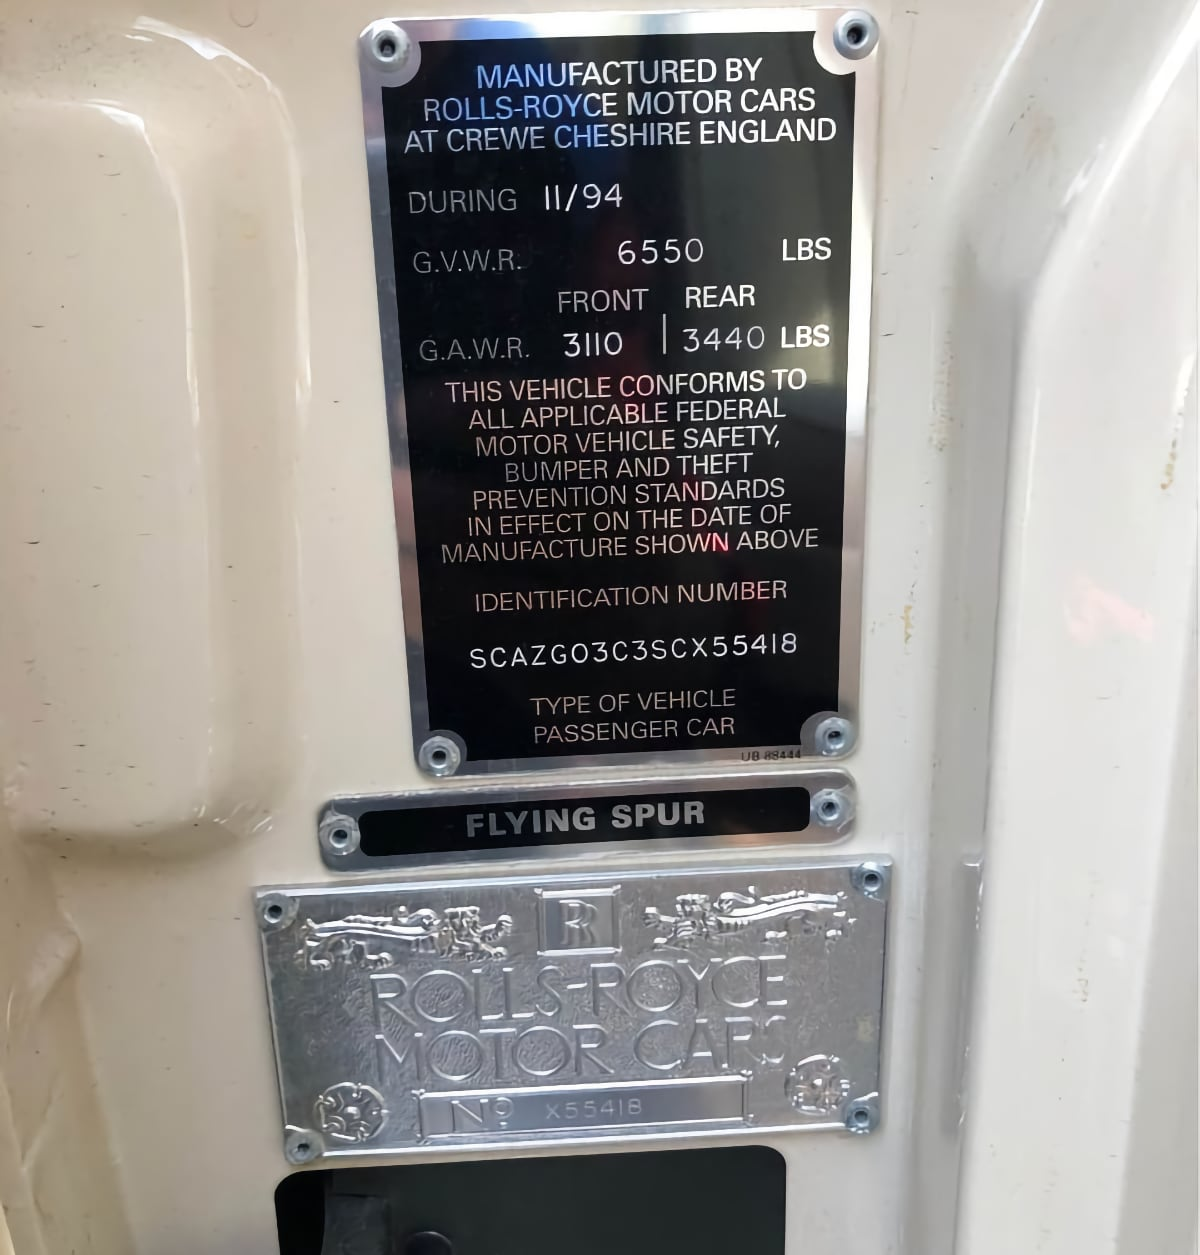 MANUFACTURED BY
ROLLS-ROYCE MOTOR CARS
AT CREWE CHESHIRE ENGLAND
DURING 11/94
G.V.W.R. 6550 LBS
FRONT REAR
G.A.W.R. 3110 | 3440 LBS
THIS VEHICLE CONFORMS TO
ALL APPLICABLE FEDERAL
MOTOR VEHICLE SAFETY,
BUMPER AND THEFT
PREVENTION STANDARDS
IN EFFECT ON THE DATE OF
MANUFACTURE SHOWN ABOVE
IDENTIFICATION NUMBER
SCAZG03C3SCX55418
TYPE OF VEHICLE
PASSENGER CAR
UB 88444
FLYING SPUR
RR
ROLLS-ROYCE
MOTOR CARS
Nº X55418